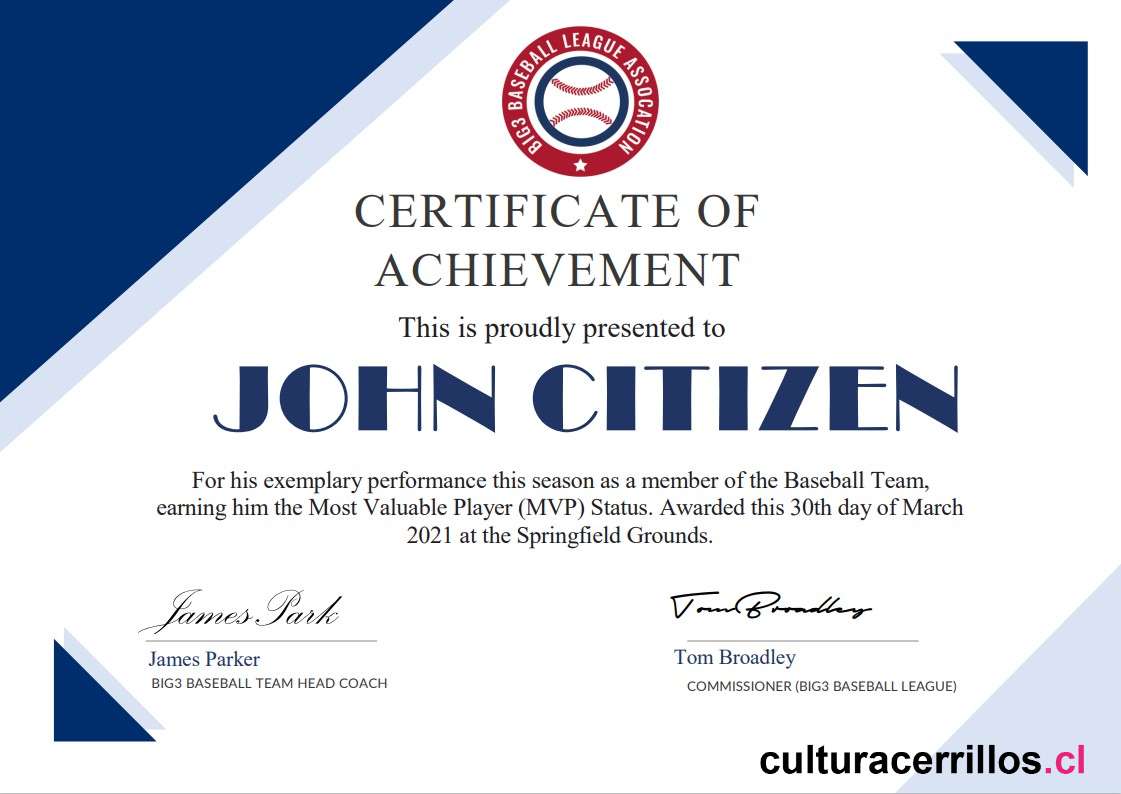 BIG3 BASEBALL LEAGUE ASSOCATION
CERTIFICATE OF
ACHIEVEMENT
This is proudly presented to
JOHN CITIZEN
For his exemplary performance this season as a member of the Baseball Team,
earning him the Most Valuable Player (MVP) Status. Awarded this 30th day of March
2021 at the Springfield Grounds.
James Park
James Parker
BIG3 BASEBALL TEAM HEAD COACH
Tom Broadley
Tom Broadley
COMMISSIONER (BIG3 BASEBALL LEAGUE)
culturacerrillos.cl